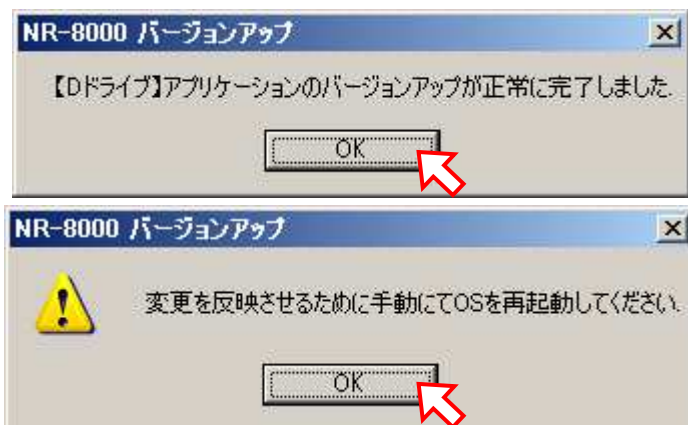 NR-8000 バージョンアップ
【Dドライブ】アプリケーションのバージョンアップが正常に完了しました.
OK
NR-8000 バージョンアップ
変更を反映させるために手動にてOSを再起動してください.
OK